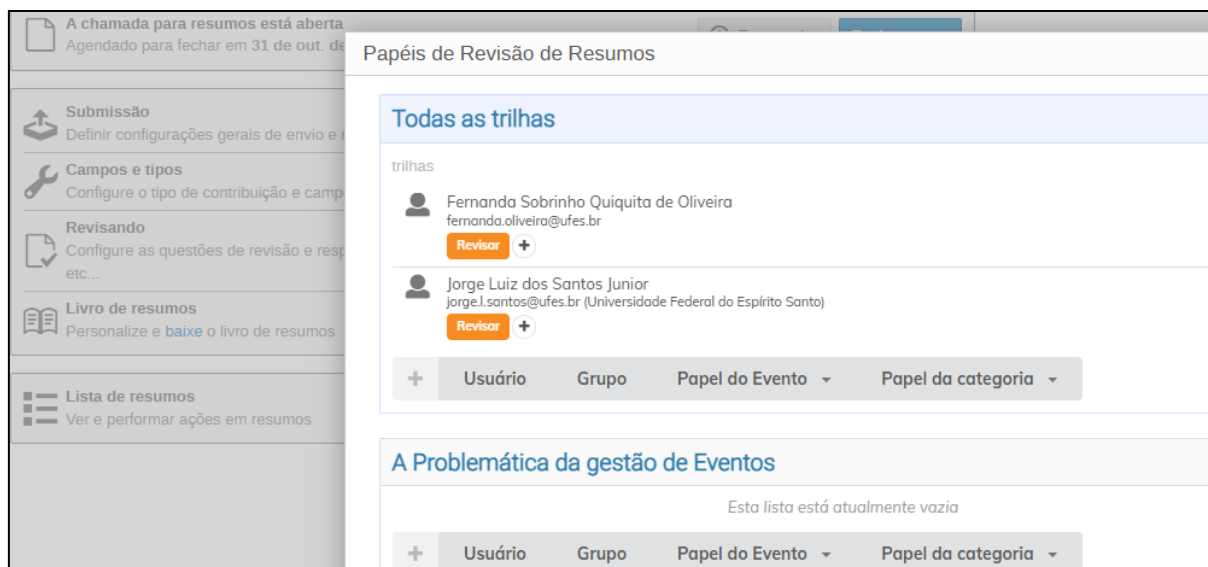 A chamada para resumos está aberta
Agendado para fechar em 31 de out. de
Submissão
Definir configurações gerais de envio e
Campos e tipos
Configure o tipo de contribuição e camp
Revisando
Configure as questões de revisão e resp
etc...
Livro de resumos
Personalize e baixe o livro de resumos
Lista de resumos
Ver e performar ações em resumos
Papéis de Revisão de Resumos
Todas as trilhas
trilhas
Fernanda Sobrinho Quiquita de Oliveira
fernanda.oliveira@ufes.br
Revisar +
Jorge Luiz dos Santos Junior
jorge.l.santos@ufes.br (Universidade Federal do Espírito Santo)
Revisar +
+ Usuário Grupo Papel do Evento Papel da categoria
A Problemática da gestão de Eventos
Esta lista está atualmente vazia
+ Usuário Grupo Papel do Evento Papel da categoria